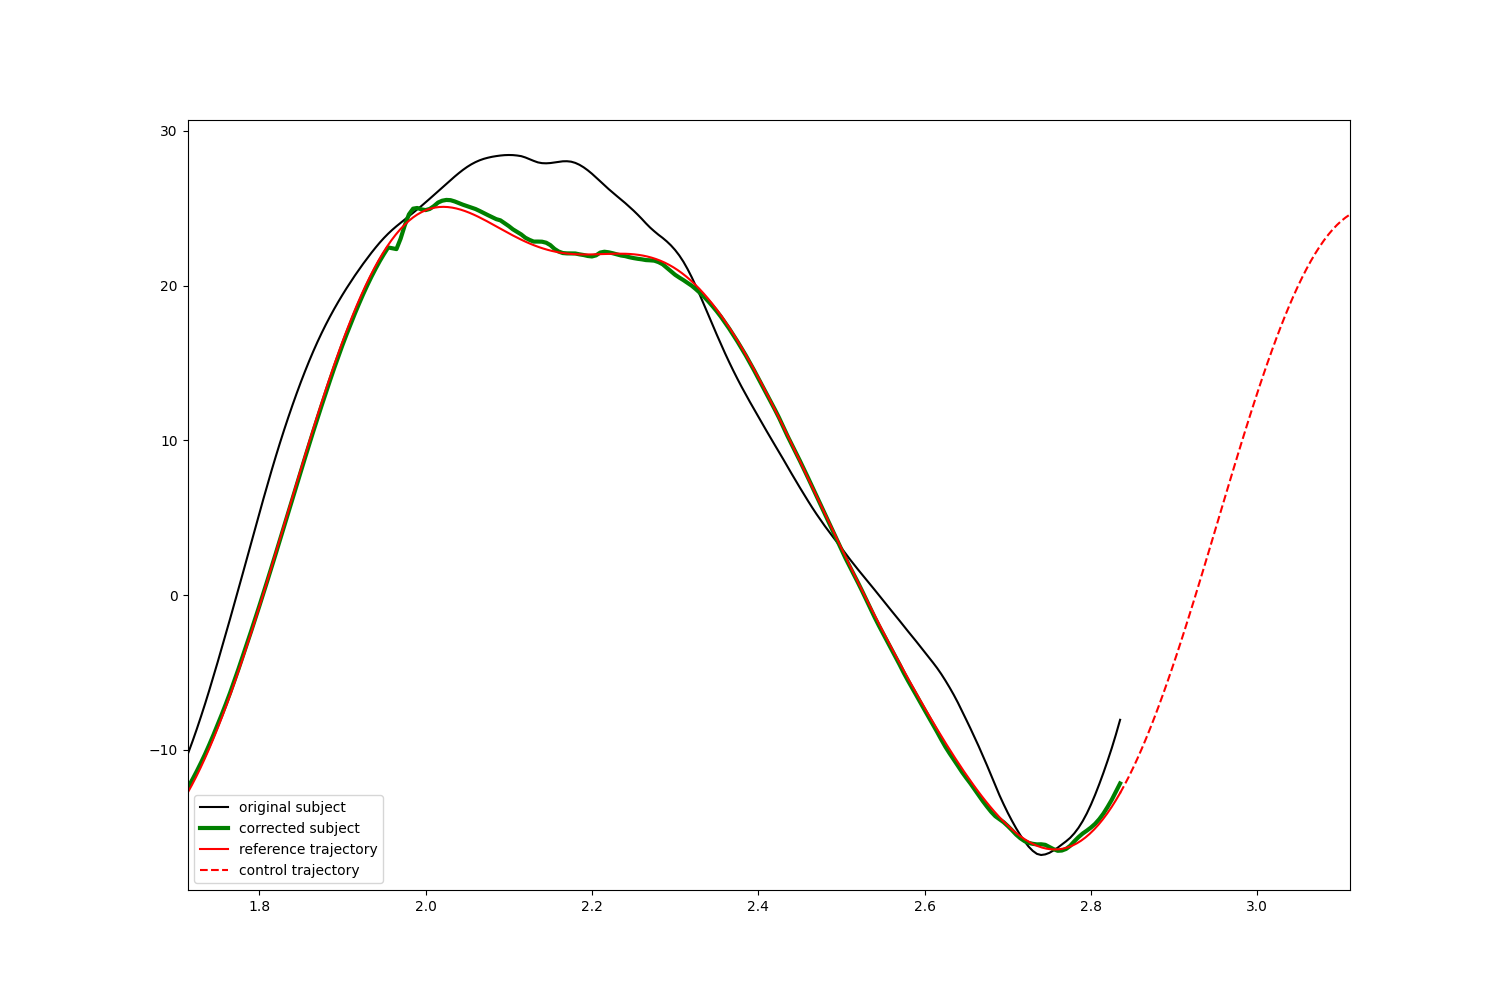 30
20
10
0
−10
original subject
corrected subject
reference trajectory
control trajectory
1.8 2.0 2.2 2.4 2.6 2.8 3.0